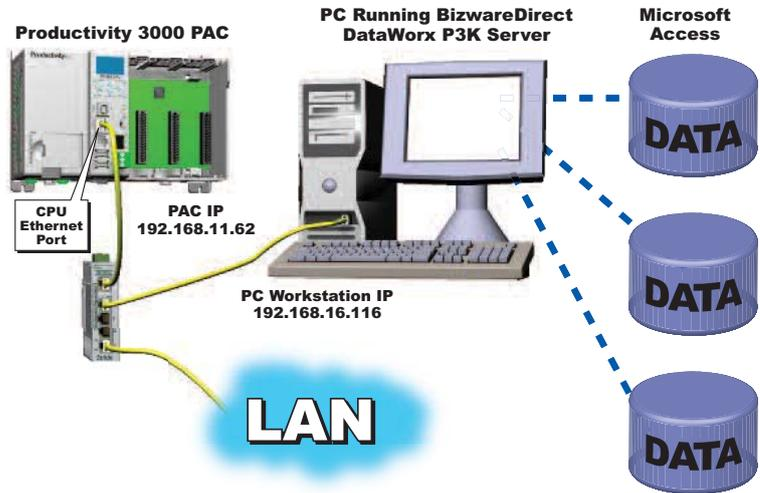 Productivity 3000 PAC
PC Running BizwareDirect
DataWorx P3K Server
Microsoft
Access
DATA
CPU
Ethernet
Port
PAC IP
192.168.11.62
PC Workstation IP
192.168.16.116
DATA
LAN
DATA